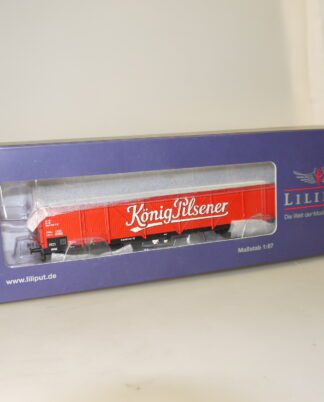 König Pilsener
LILI
Die Welt der Mod
www.liliput.de
Maßstab 1:87